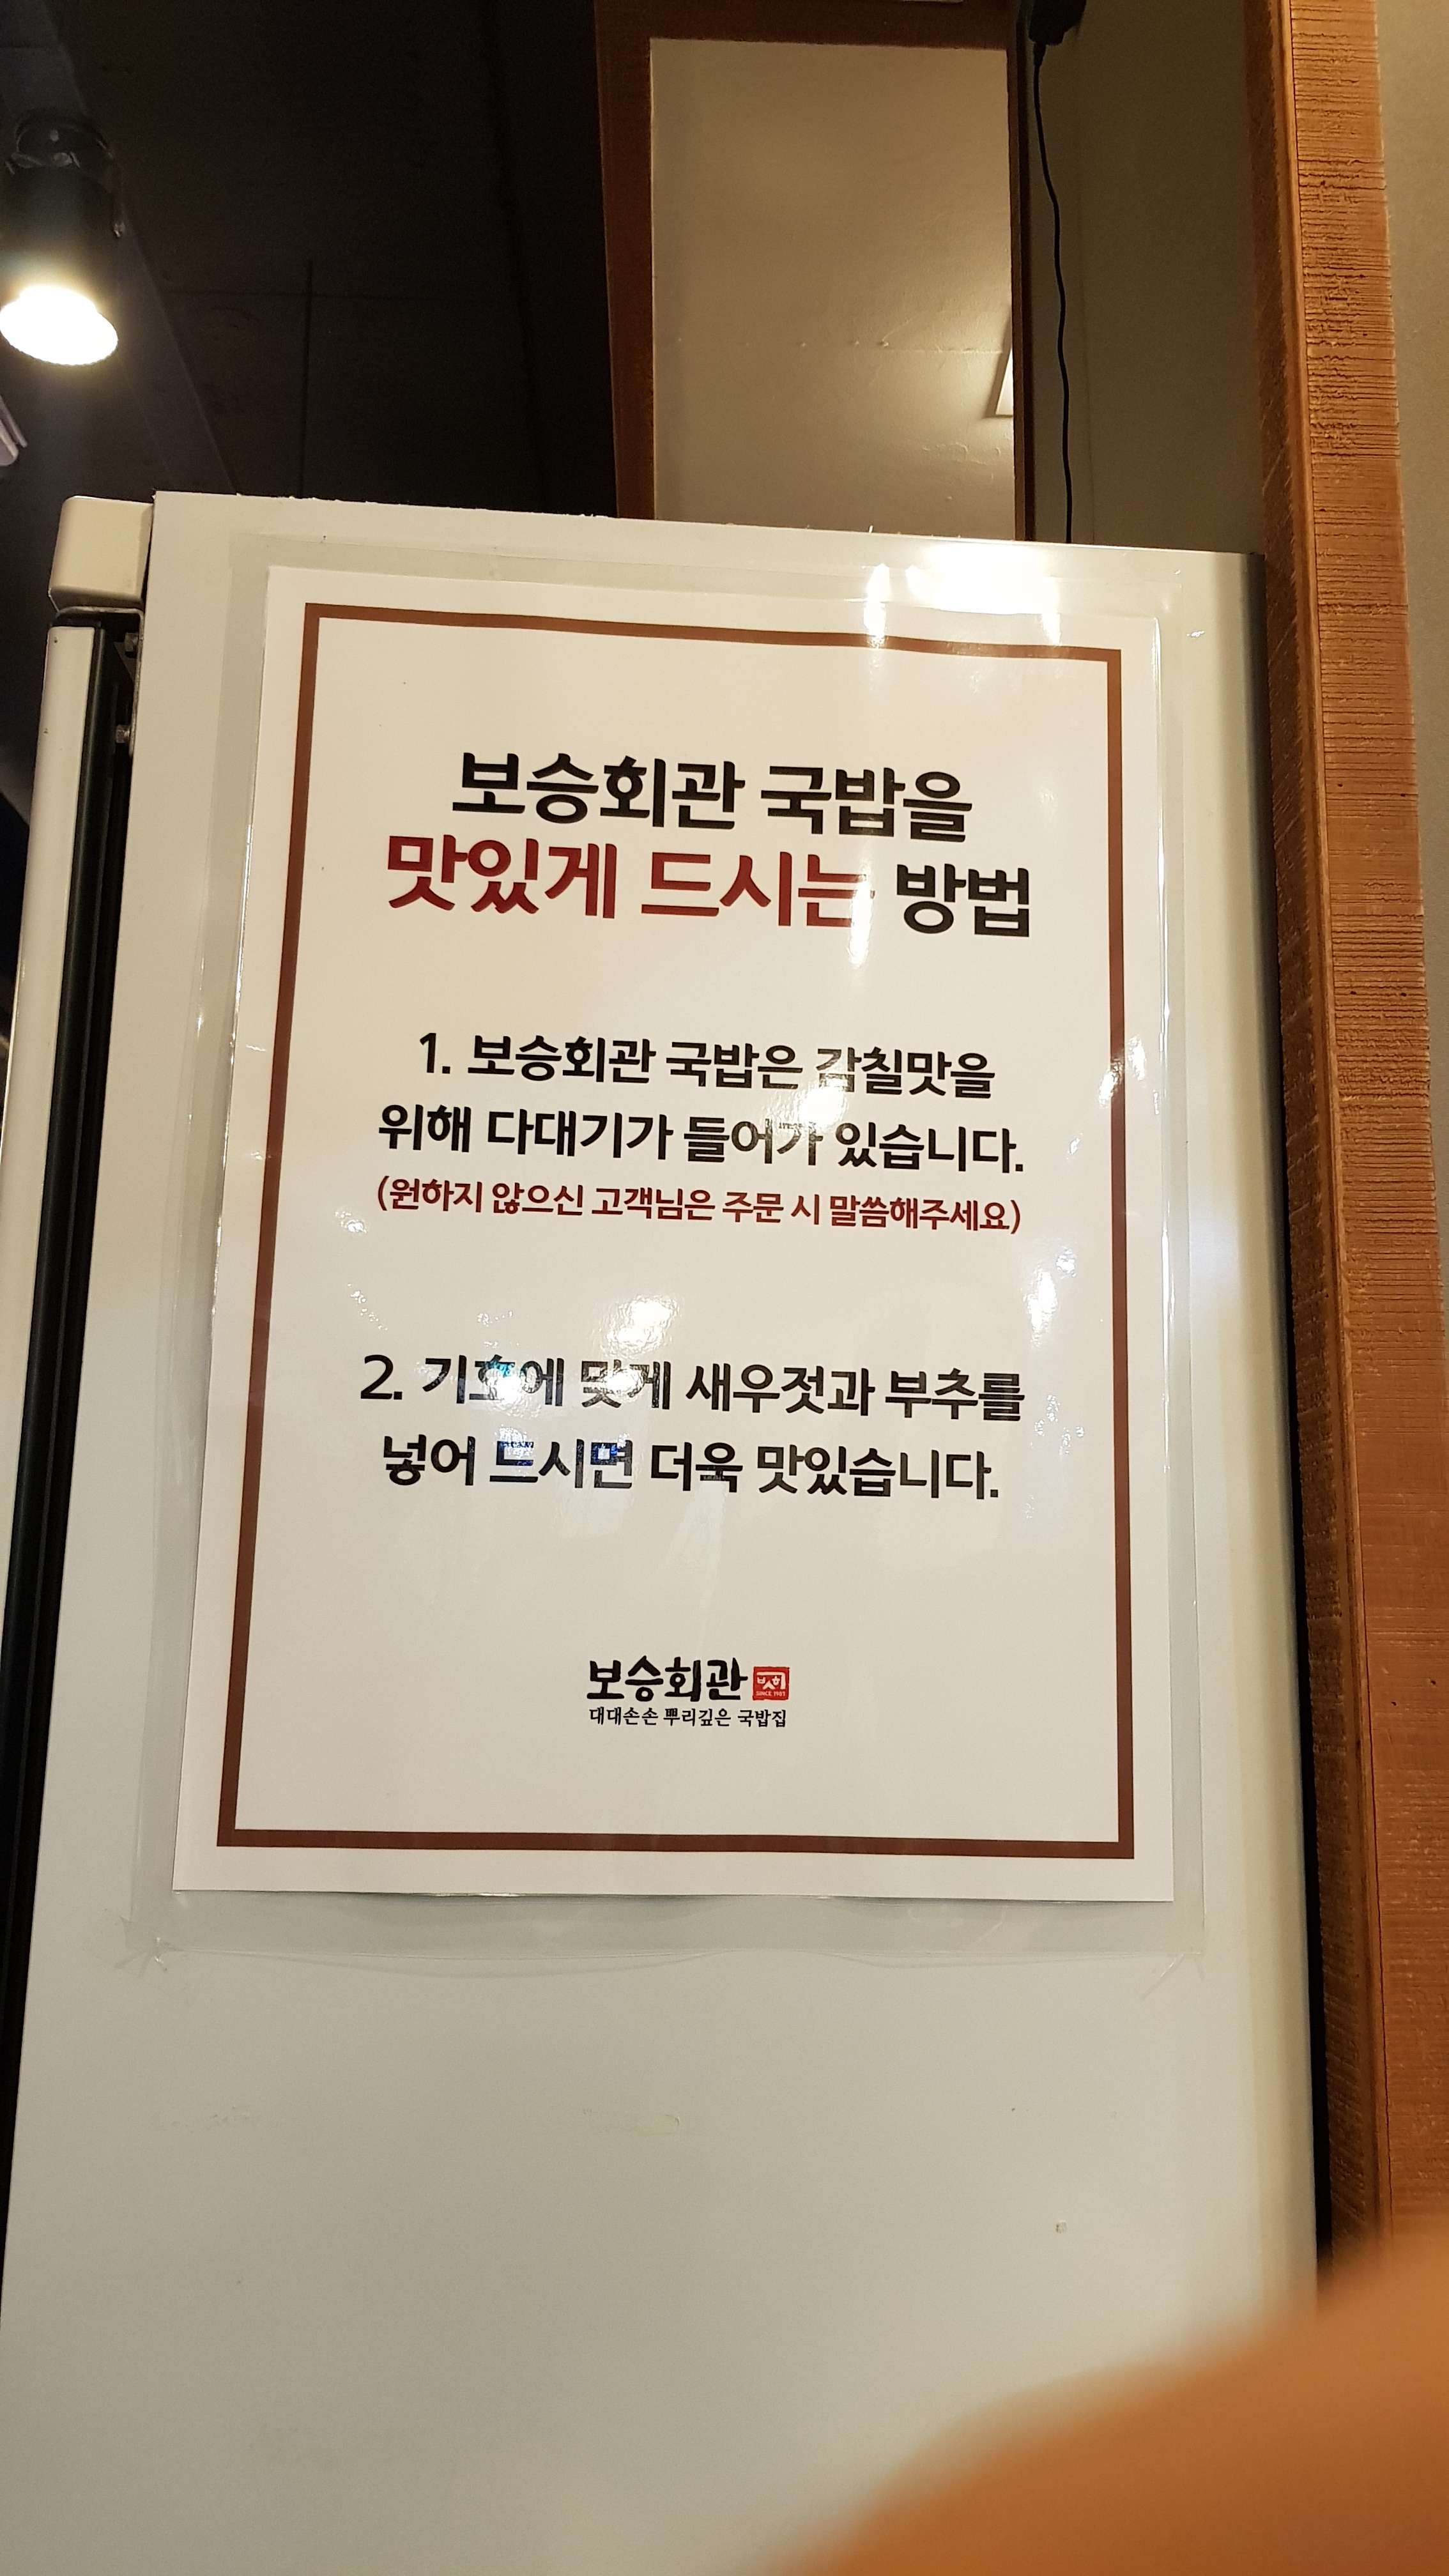 보승회관 국밥을
맛있게 드시는 방법
1. 보승회관 국밥은 감칠맛을
위해 다대기가 들어가 있습니다.
(원하지 않으신 고객님은 주문 시 말씀해주세요)
2. 기호에 맞게 새우젓과 부추를
넣어 드시면 더욱 맛있습니다.
보승회관
대대손손 뿌리깊은 국밥집